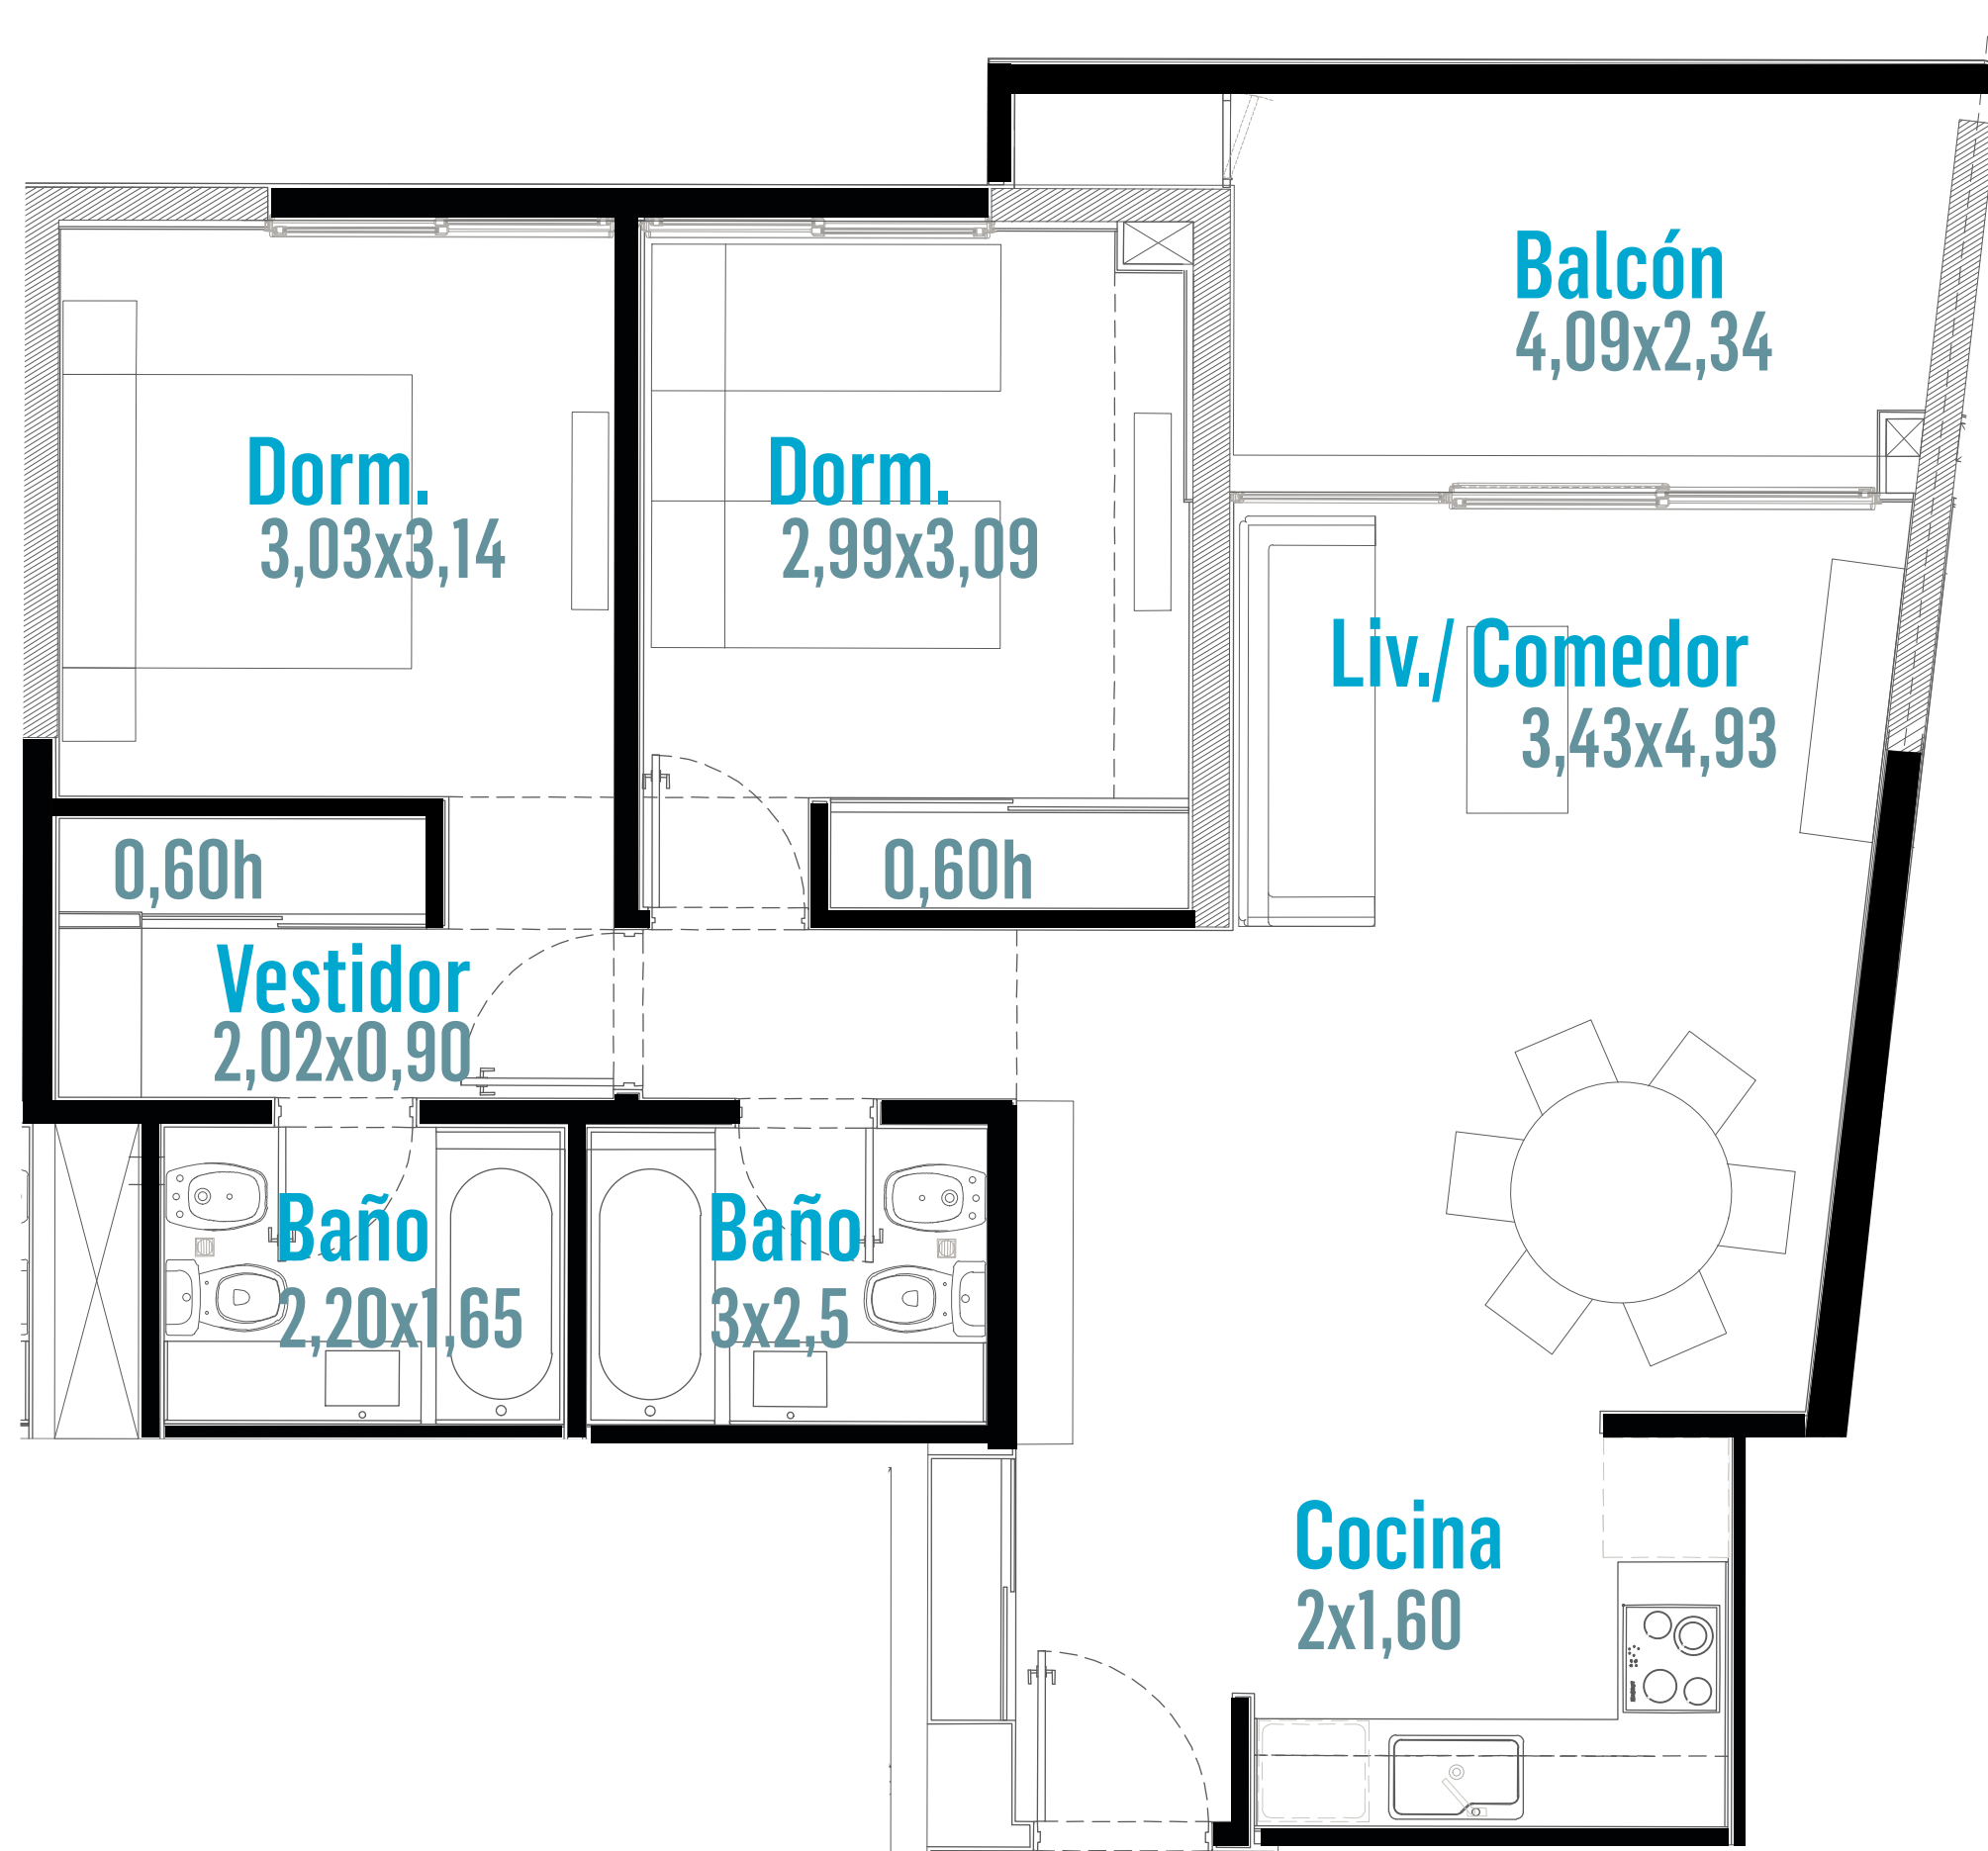 Balcón
4,09x2,34
Dorm.
3,03x3,14
Dorm.
2,99x3,09
Liv./ Comedor
3,43x4,93
0,60h
0,60h
Vestidor
2,02x0,90
Baño
2,20x1,65
Baño
3x2,5
Cocina
2x1,60